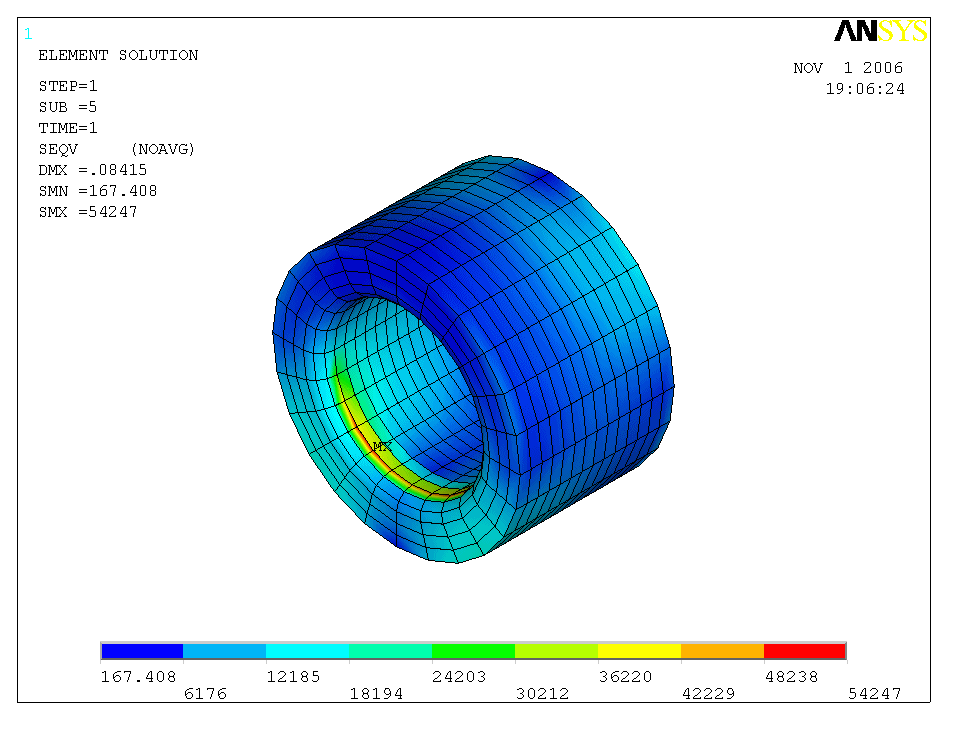 1
ANSYS
ELEMENT SOLUTION
NOV 1 2006
19:06:24
STEP=1
SUB =5
TIME=1
SEQV (NOAVG)
DMX =.08415
SMN =167.408
SMX =54247
MX
167.408 12185 24203 36220 48238
6176 18194 30212 42229 54247